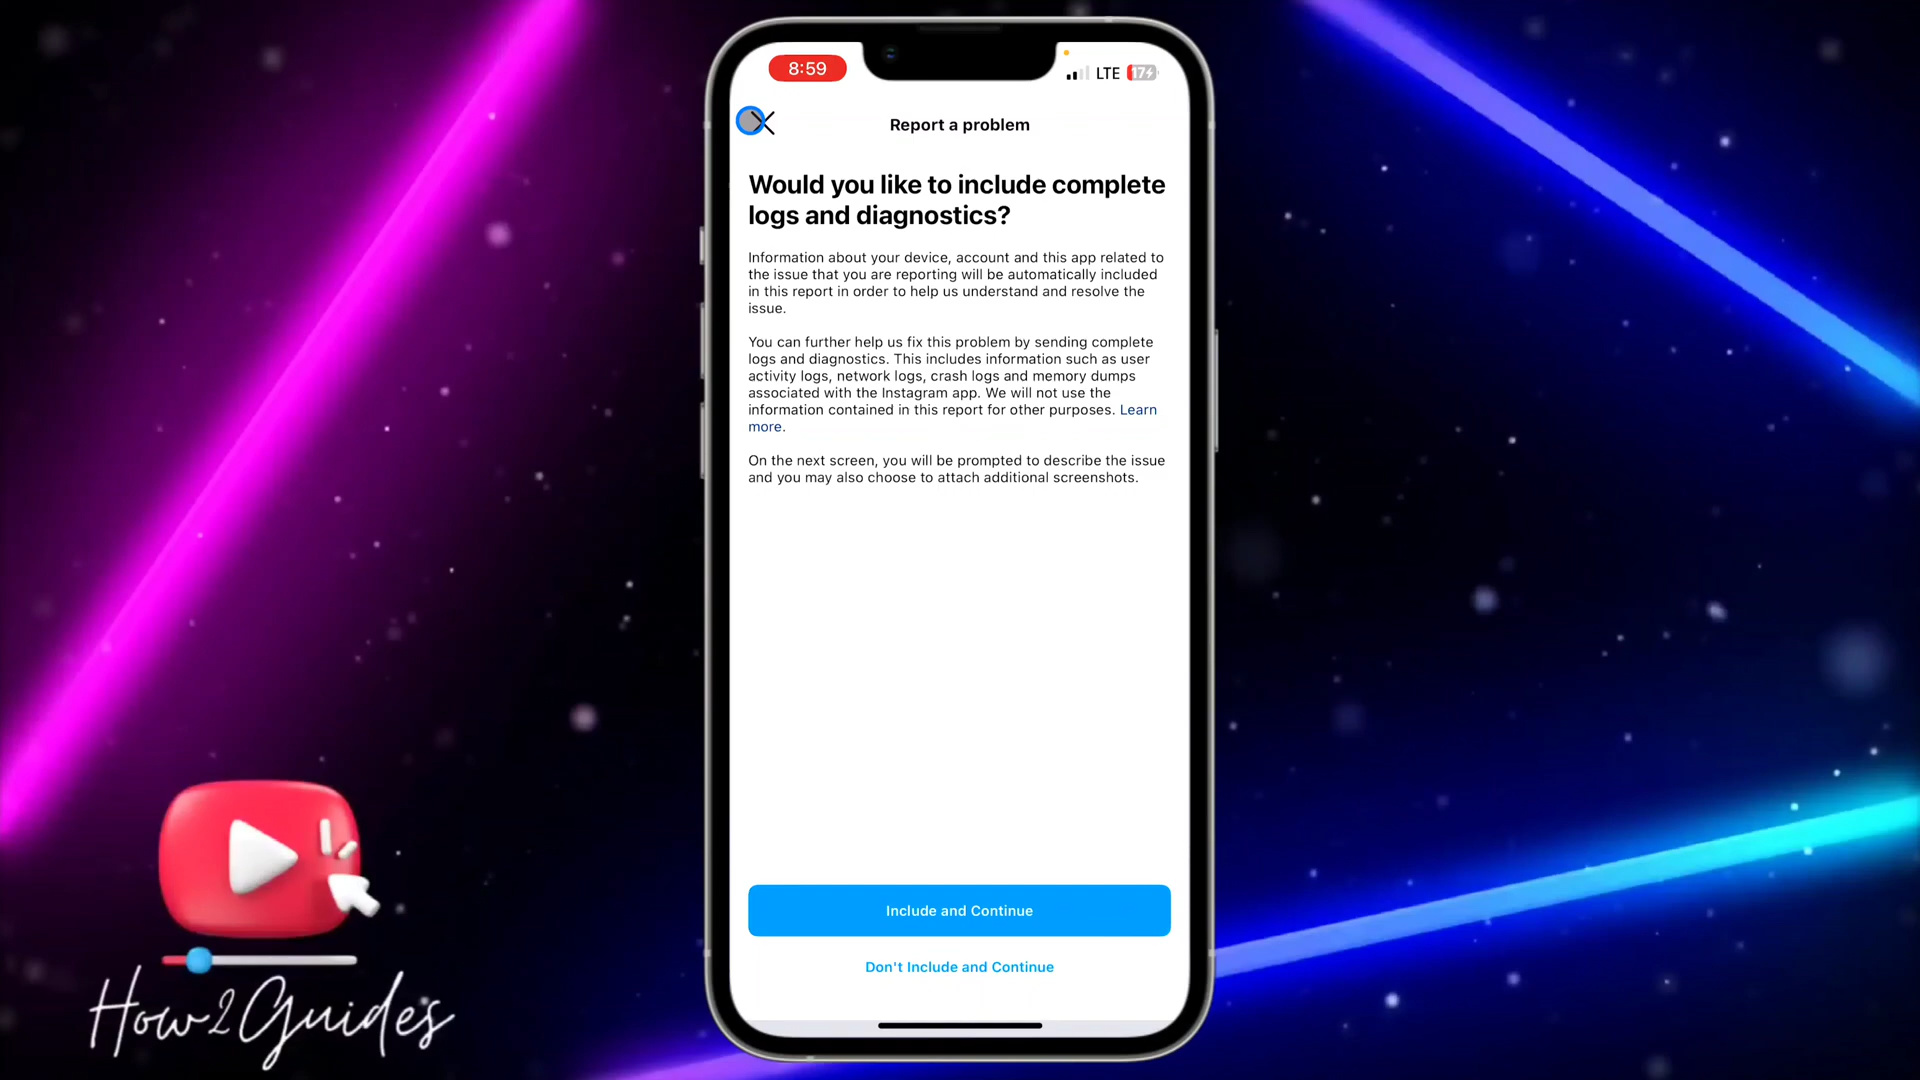 8:59
LTE 17
Report a problem
Would you like to include complete
logs and diagnostics?
Information about your device, account and this app related to
the issue that you are reporting will be automatically included
in this report in order to help us understand and resolve the
issue.
You can further help us fix this problem by sending complete
logs and diagnostics. This includes information such as user
activity logs, network logs, crash logs and memory dumps
associated with the Instagram app. We will not use the
information contained in this report for other purposes. Learn
more.
On the next screen, you will be prompted to describe the issue
and you may also choose to attach additional screenshots.
Include and Continue
Don't Include and Continue
How2Guides